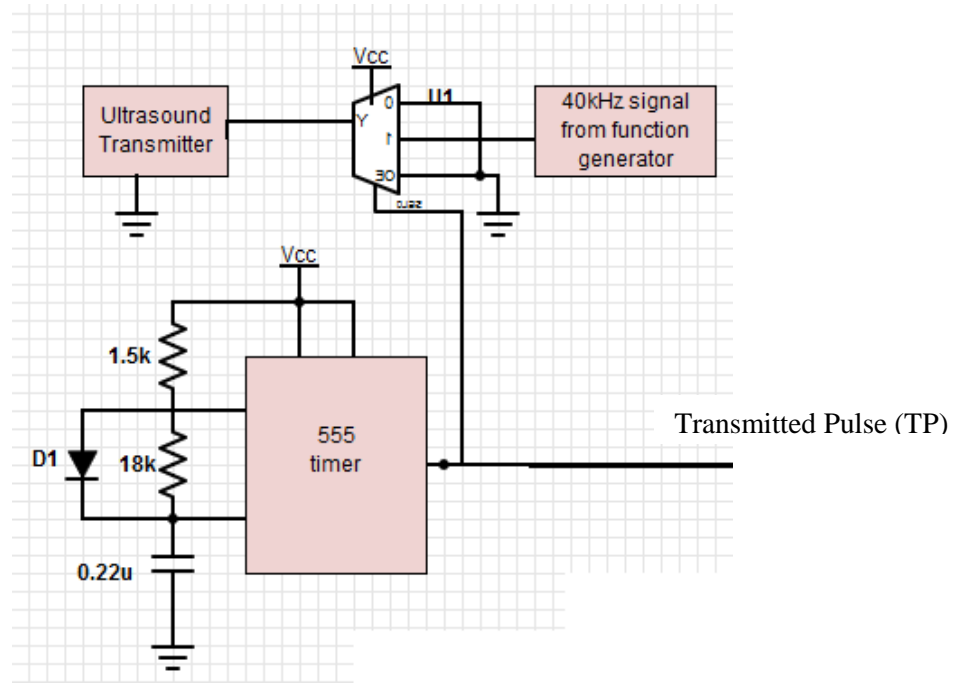 Vcc
U1
Ultrasound
Transmitter
40kHz signal
from function
generator
0
Y
1
OE
Vcc
1.5k
555
timer
Transmitted Pulse (TP)
D1
18k
0.22u